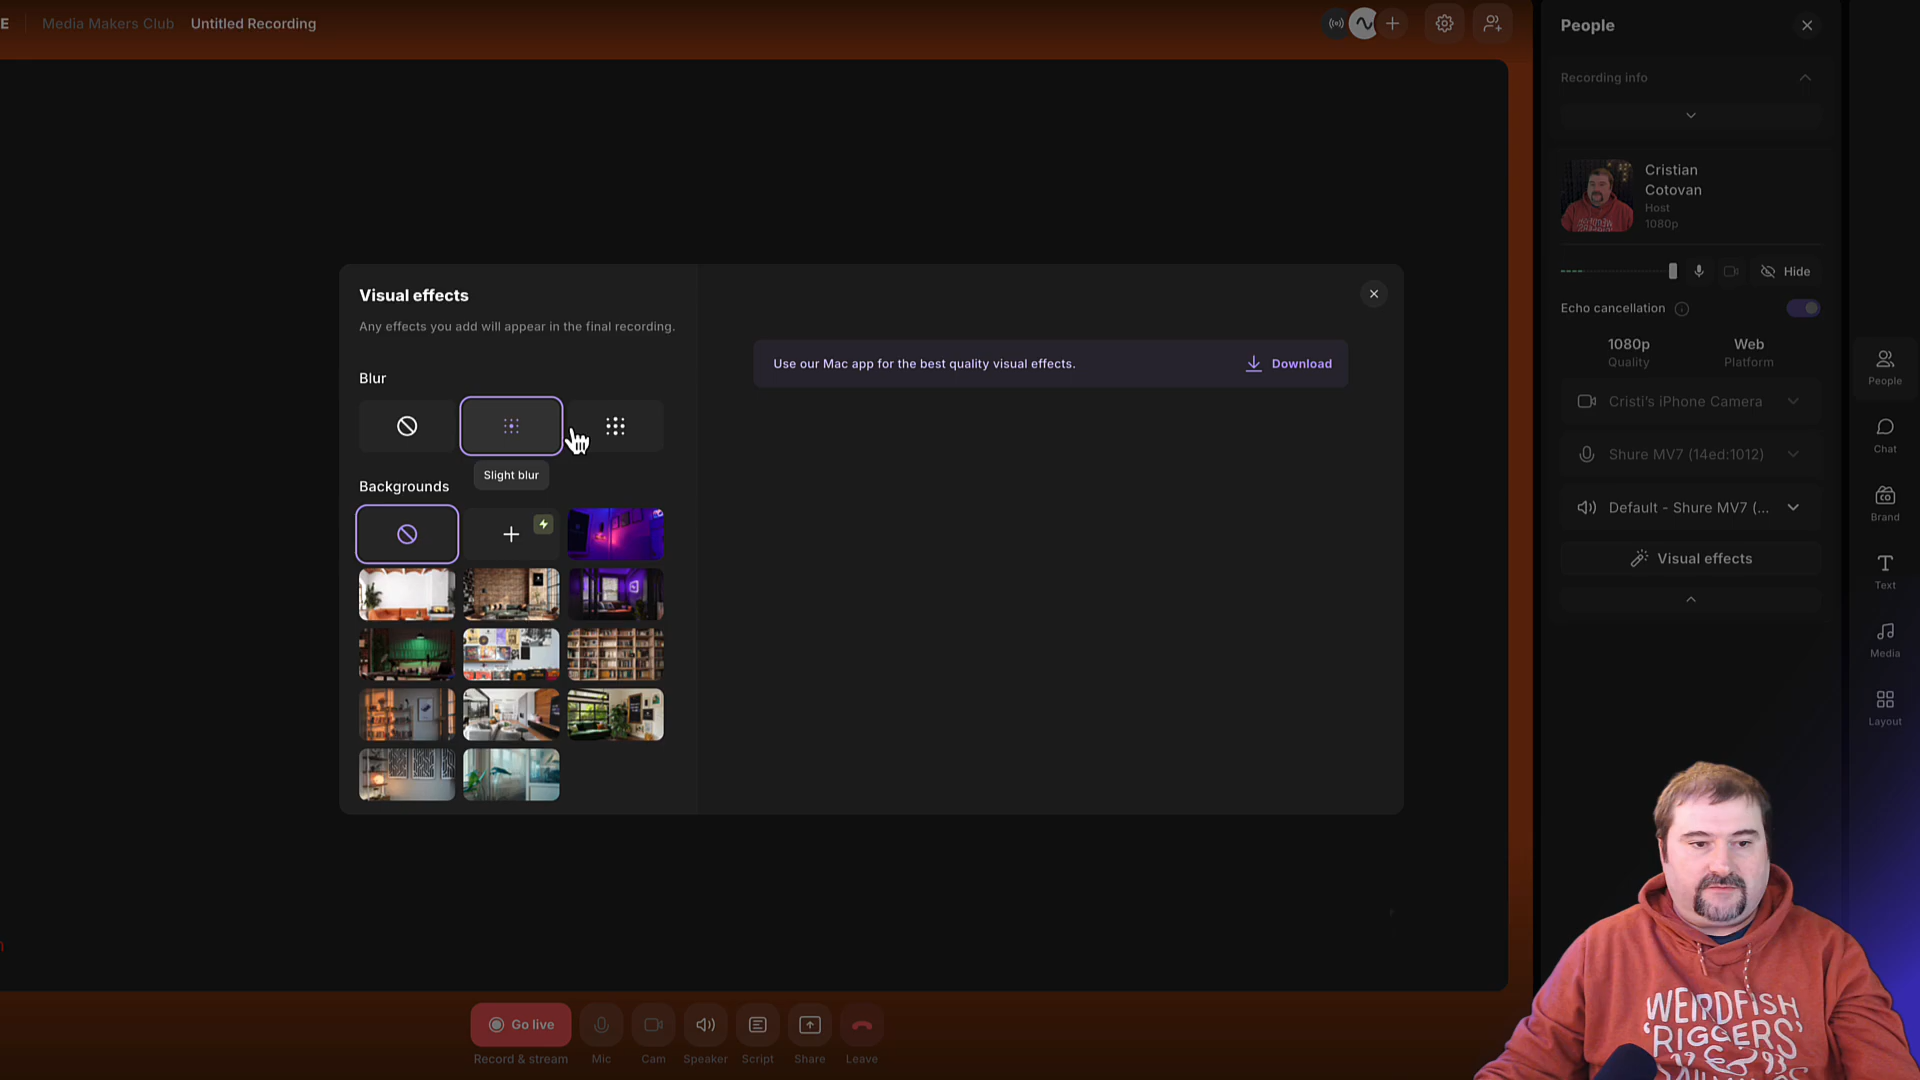 E
Media Makers Club
Untitled Recording
People
Recording info
Cristian
Cotovan
Host
1080p
Hide
Echo cancellation
1080p
Web
Quality
Platform
Cristi's iPhone Camera
Shure MV7 (14ed:1012)
Default - Shure MV7 (...
Visual effects
People
Chat
Brand
Text
Media
Layout
Visual effects
Any effects you add will appear in the final recording.
Use our Mac app for the best quality visual effects.
Download
Blur
Slight blur
Backgrounds
Go live
Record & stream
Mic
Cam
Speaker
Script
Share
Leave
WEIRDFISH
'RIGGERS'